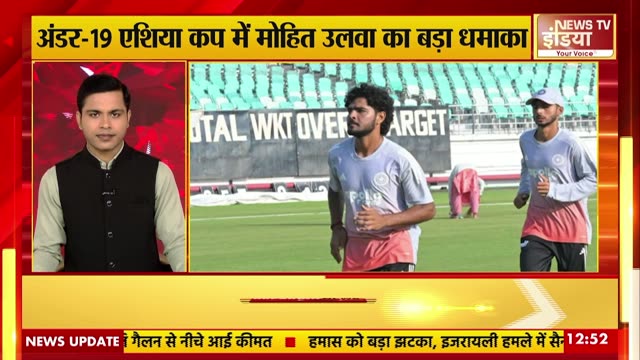 अंडर-19 एशिया कप में मोहित उलवा का बड़ा धमाका
NEWS TV
इंडिया
Your Voice
TOTAL WKT OVER TARGET
NEWS UPDATE
गैलन से नीचे आई कीमत ■ हमास को बड़ा झटका, इजरायली हमले में
12:52